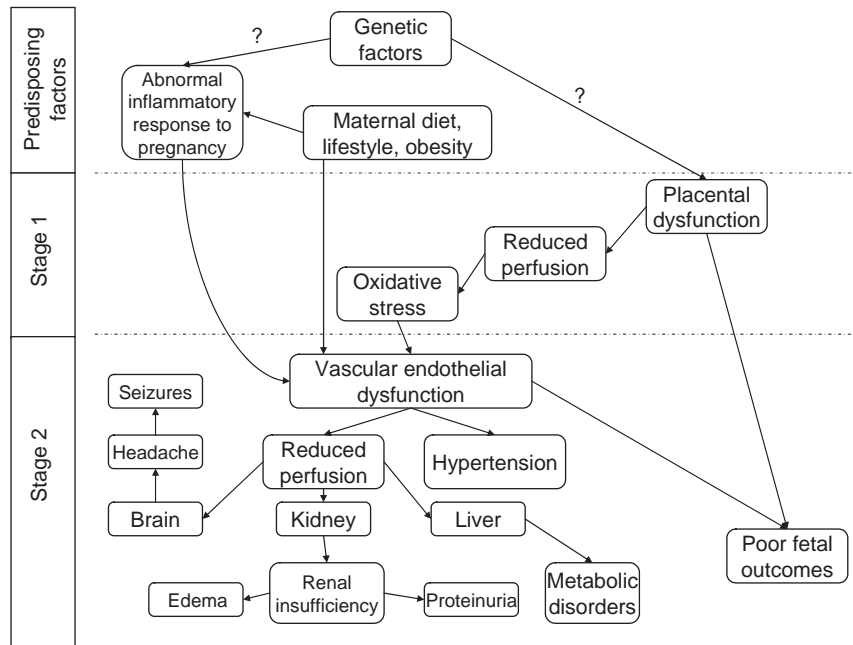 Predisposing
factors
Genetic
factors
?
?
Abnormal
inflammatory
response to
pregnancy
Maternal diet,
lifestyle, obesity
Stage 1
Placental
dysfunction
Reduced
perfusion
Oxidative
stress
Stage 2
Vascular endothelial
dysfunction
Seizures
Headache
Reduced
perfusion
Hypertension
Brain
Kidney
Liver
Poor fetal
outcomes
Edema
Renal
insufficiency
Proteinuria
Metabolic
disorders